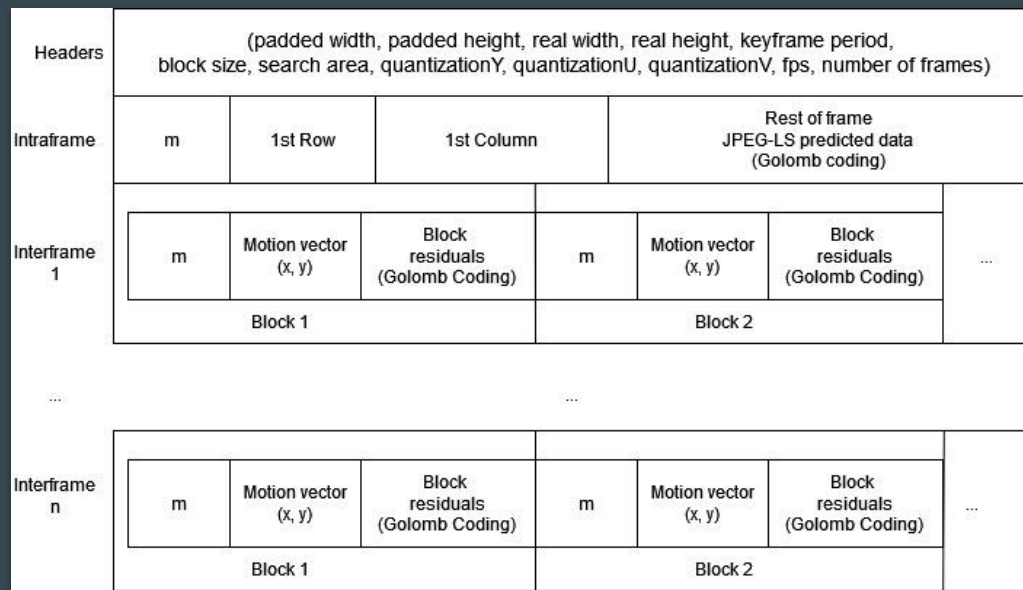 Headers
(padded width, padded height, real width, real height, keyframe period,
block size, search area, quantizationY, quantizationU, quantizationV, fps, number of frames)
Intraframe
m
1st Row
1st Column
Rest of frame
JPEG-LS predicted data
(Golomb coding)
Interframe
1
m
Motion vector
(x, y)
Block
residuals
(Golomb Coding)
m
Motion vector
(x, y)
Block
residuals
(Golomb Coding)
...
Block 1
Block 2
...
...
Interframe
n
m
Motion vector
(x, y)
Block
residuals
(Golomb Coding)
m
Motion vector
(x, y)
Block
residuals
(Golomb Coding)
...
Block 1
Block 2